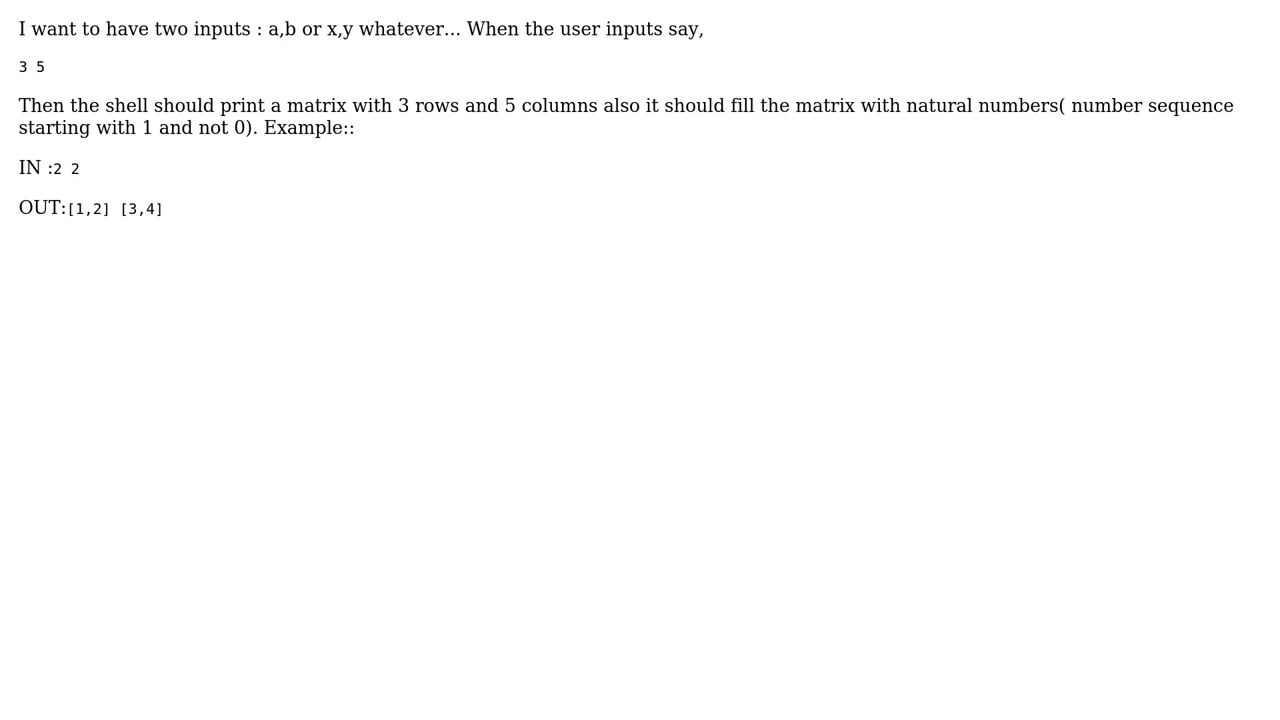 I want to have two inputs : a,b or x,y whatever... When the user inputs say,
3 5
Then the shell should print a matrix with 3 rows and 5 columns also it should fill the matrix with natural numbers( number sequence
starting with 1 and not 0). Example::
IN :2 2
OUT:[1,2] [3,4]